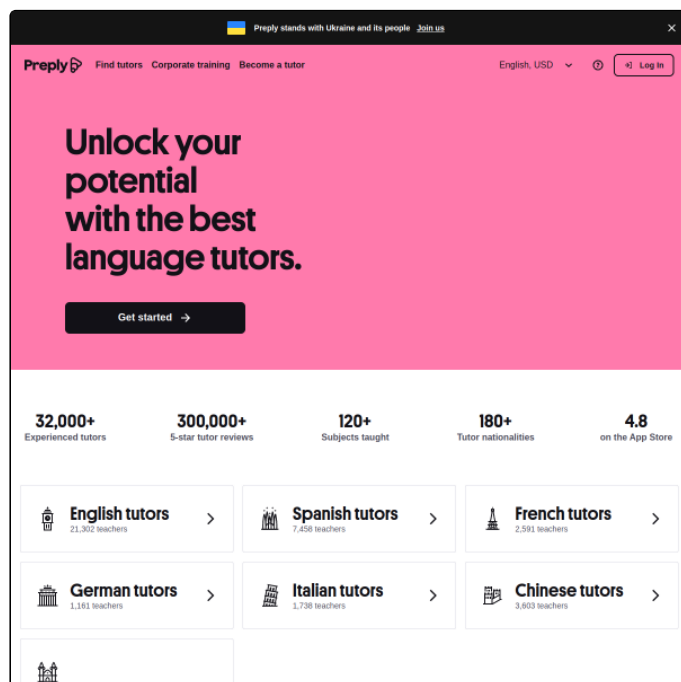 Preply stands with Ukraine and its people Join us
Preply Find tutors Corporate training Become a tutor English, USD Log In
Unlock your
potential
with the best
language tutors.
Get started
32,000+ 300,000+ 120+ 180+ 4.8
Experienced tutors 5-star tutor reviews Subjects taught Tutor nationalities on the App Store
English tutors Spanish tutors French tutors
21,302 teachers 7,458 teachers 2,591 teachers
German tutors Italian tutors Chinese tutors
1,161 teachers 1,738 teachers 3,603 teachers